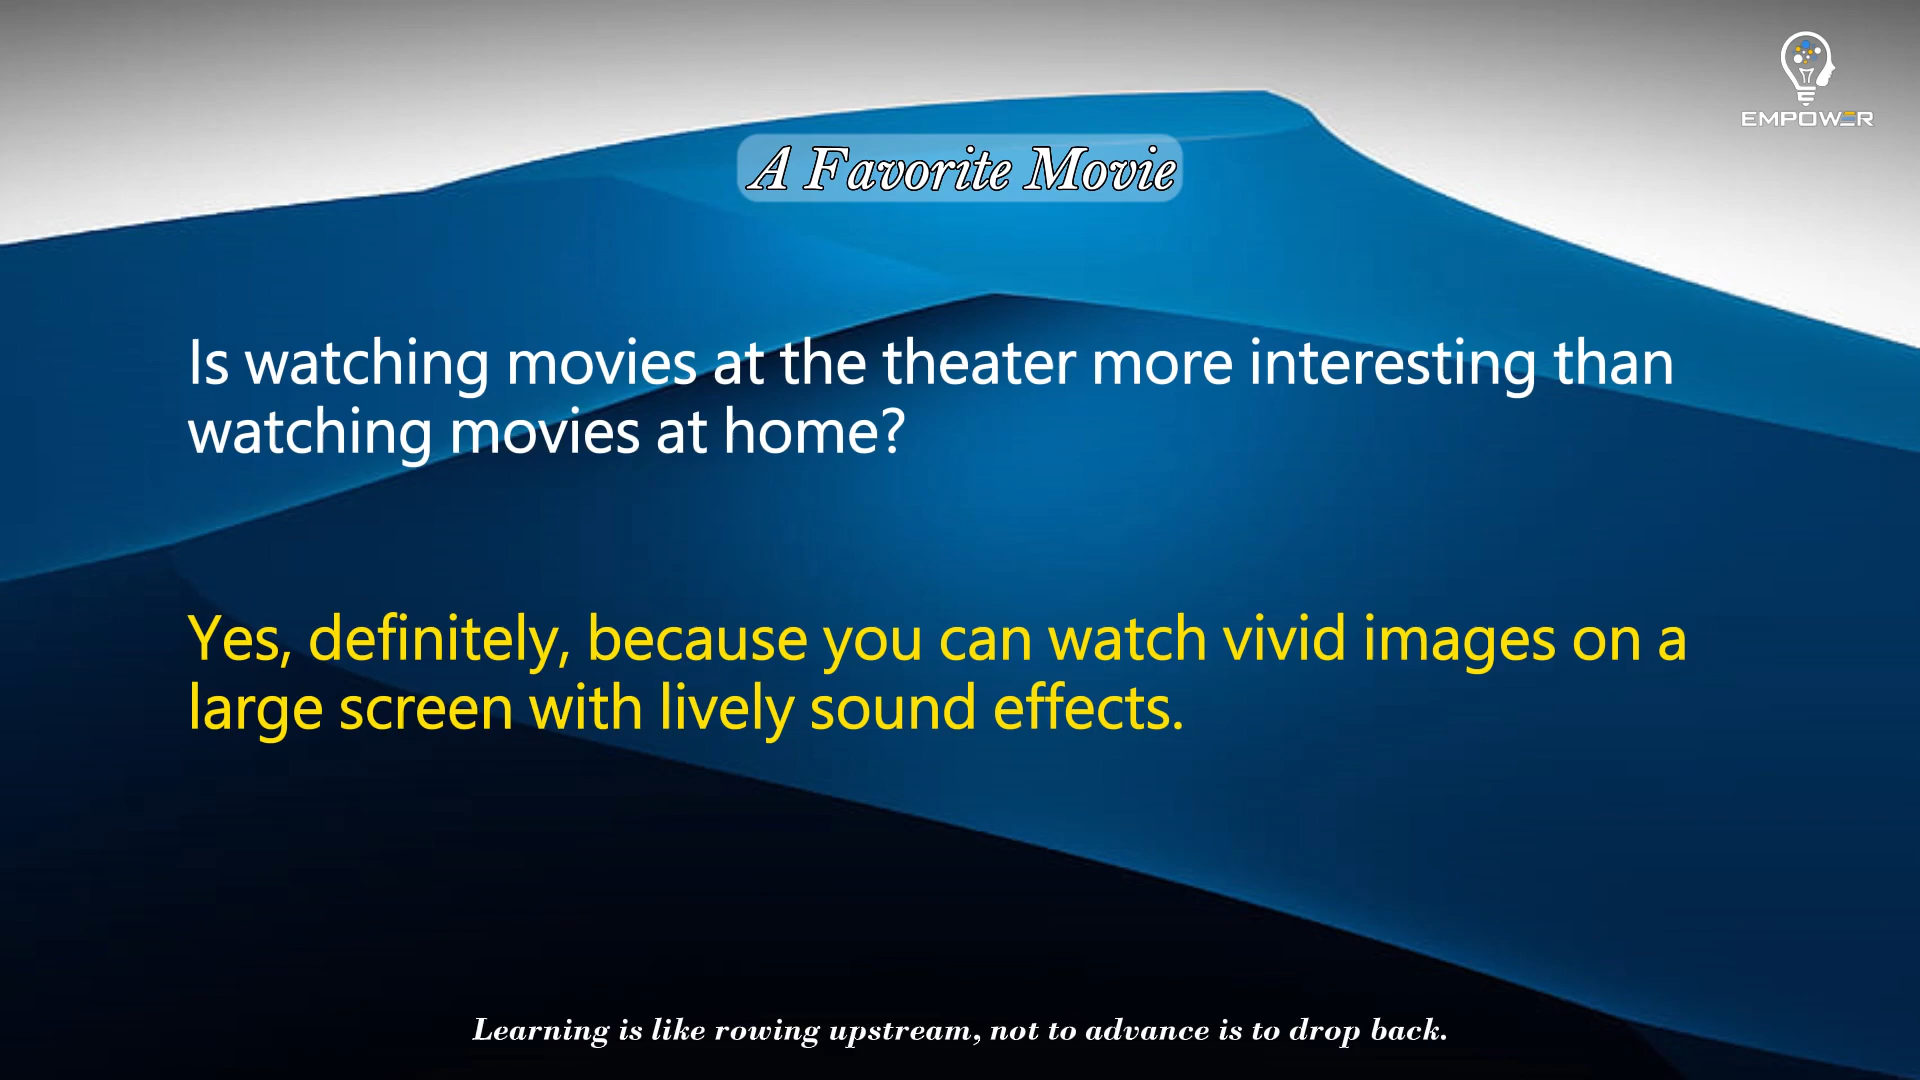 EMPOWER
A Favorite Movie
Is watching movies at the theater more interesting than
watching movies at home?
Yes, definitely, because you can watch vivid images on a
large screen with lively sound effects.
Learning is like rowing upstream, not to advance is to drop back.